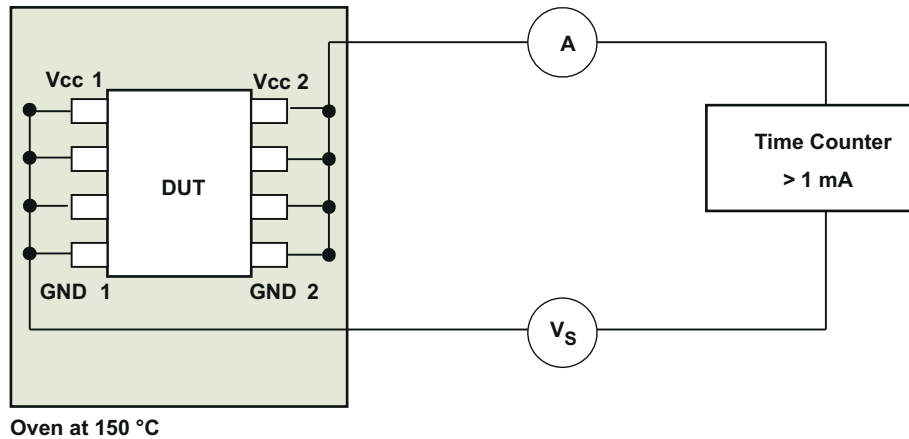 A
Vcc 1
Vcc 2
Time Counter
> 1 mA
DUT
GND 1
GND 2
VS
Oven at 150 °C